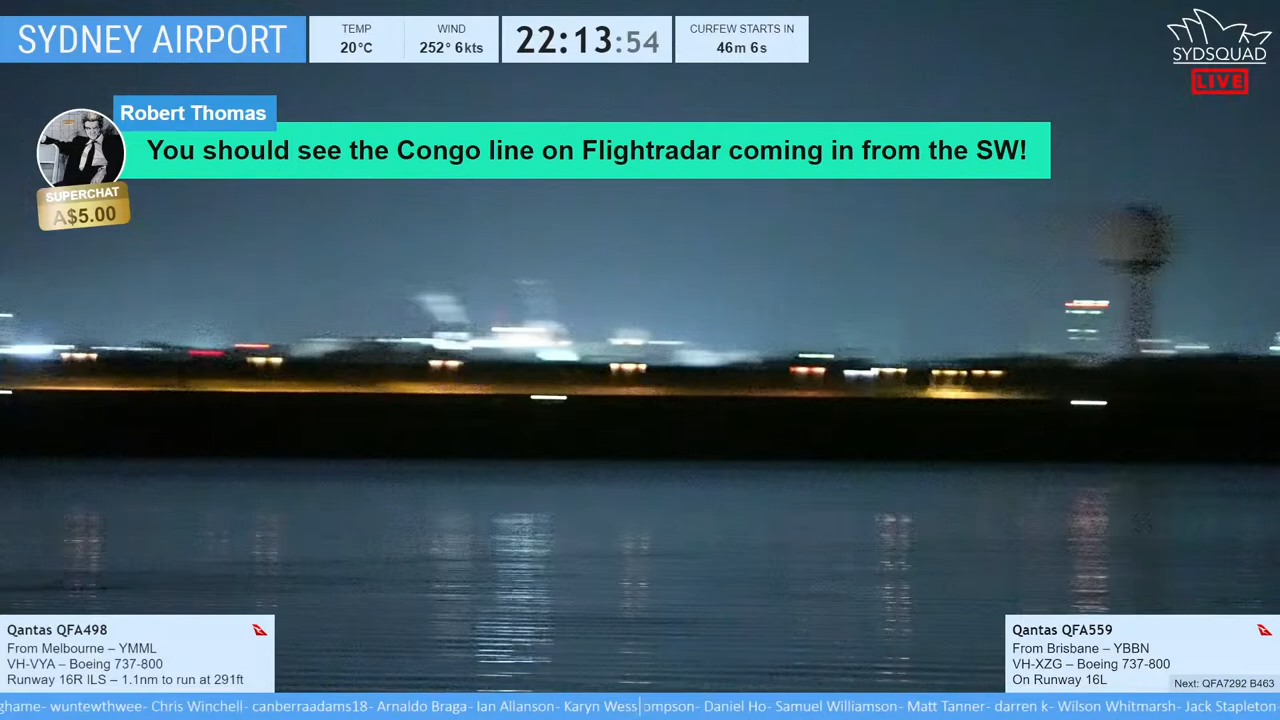 SYDNEY AIRPORT
TEMP
20°C
WIND
252° 6kts
22:13:54
CURFEW STARTS IN
46m 6s
SYDSQUAD
LIVE
Robert Thomas
You should see the Congo line on Flightradar coming in from the SW!
SUPERCHAT
A$5.00
Qantas QFA498
From Melbourne – YMML
VH-VYA – Boeing 737-800
Runway 16R ILS – 1.1nm to run at 291ft
Qantas QFA559
From Brisbane – YBBN
VH-XZG – Boeing 737-800
On Runway 16L
Next: QFA7292 B463
ghame- wuntewthwee- Chris Winchell- canberraadams18- Arnaldo Braga- Ian Allanson- Karyn Wess ompson- Daniel Ho- Samuel Williamson- Matt Tanner- darren k- Wilson Whitmarsh- Jack Stapleton-